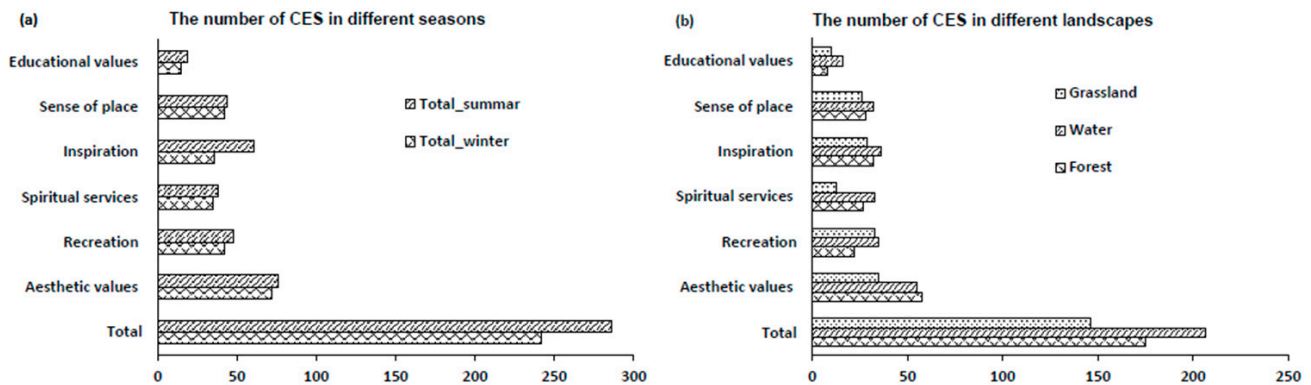 (a) The number of CES in different seasons
Educational values
Sense of place
Inspiration
Spiritual services
Recreation
Aesthetic values
Total
Total_summar
Total_winter
0 50 100 150 200 250 300
(b) The number of CES in different landscapes
Educational values
Sense of place
Inspiration
Spiritual services
Recreation
Aesthetic values
Total
Grassland
Water
Forest
0 50 100 150 200 250